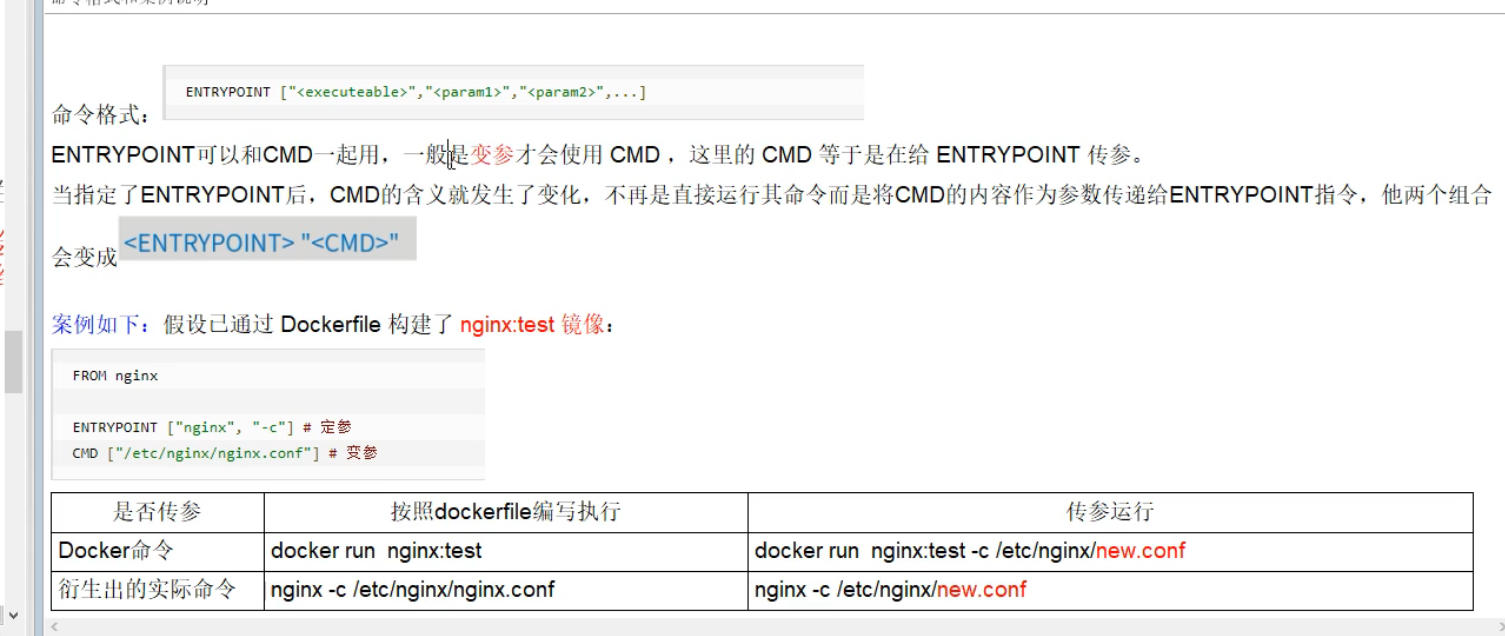 命令格式和案例说明
命令格式： ENTRYPOINT ["<executeable>","<param1>","<param2>",...]
ENTRYPOINT可以和CMD一起用，一般是变参才会使用 CMD ，这里的 CMD 等于是在给 ENTRYPOINT 传参。
当指定了ENTRYPOINT后，CMD的含义就发生了变化，不再是直接运行其命令而是将CMD的内容作为参数传递给ENTRYPOINT指令，他两个组合
会变成 <ENTRYPOINT> "<CMD>"
案例如下：假设已通过 Dockerfile 构建了 nginx:test 镜像：
FROM nginx
ENTRYPOINT ["nginx", "-c"] # 定参
CMD ["/etc/nginx/nginx.conf"] # 变参
是否传参 按照dockerfile编写执行 传参运行
Docker命令 docker run nginx:test docker run nginx:test -c /etc/nginx/new.conf
衍生出的实际命令 nginx -c /etc/nginx/nginx.conf nginx -c /etc/nginx/new.conf